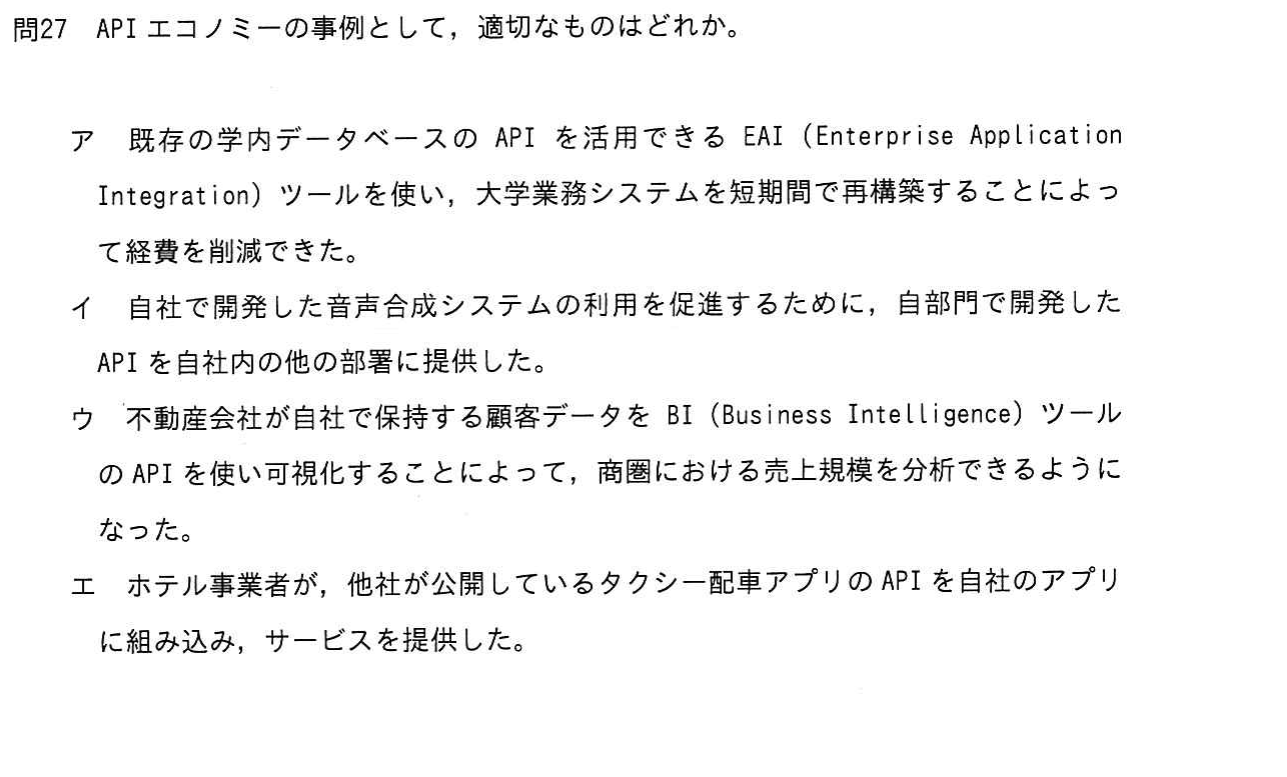 問27 APIエコノミーの事例として，適切なものはどれか。
ア 既存の学内データベースの API を活用できる EAI（Enterprise Application
Integration）ツールを使い，大学業務システムを短期間で再構築することによっ
て経費を削減できた。
イ 自社で開発した音声合成システムの利用を促進するために，自部門で開発した
API を自社内の他の部署に提供した。
ウ 不動産会社が自社で保持する顧客データを BI（Business Intelligence）ツール
の API を使い可視化することによって，商圏における売上規模を分析できるように
なった。
エ ホテル事業者が，他社が公開しているタクシー配車アプリの API を自社のアプリ
に組み込み，サービスを提供した。